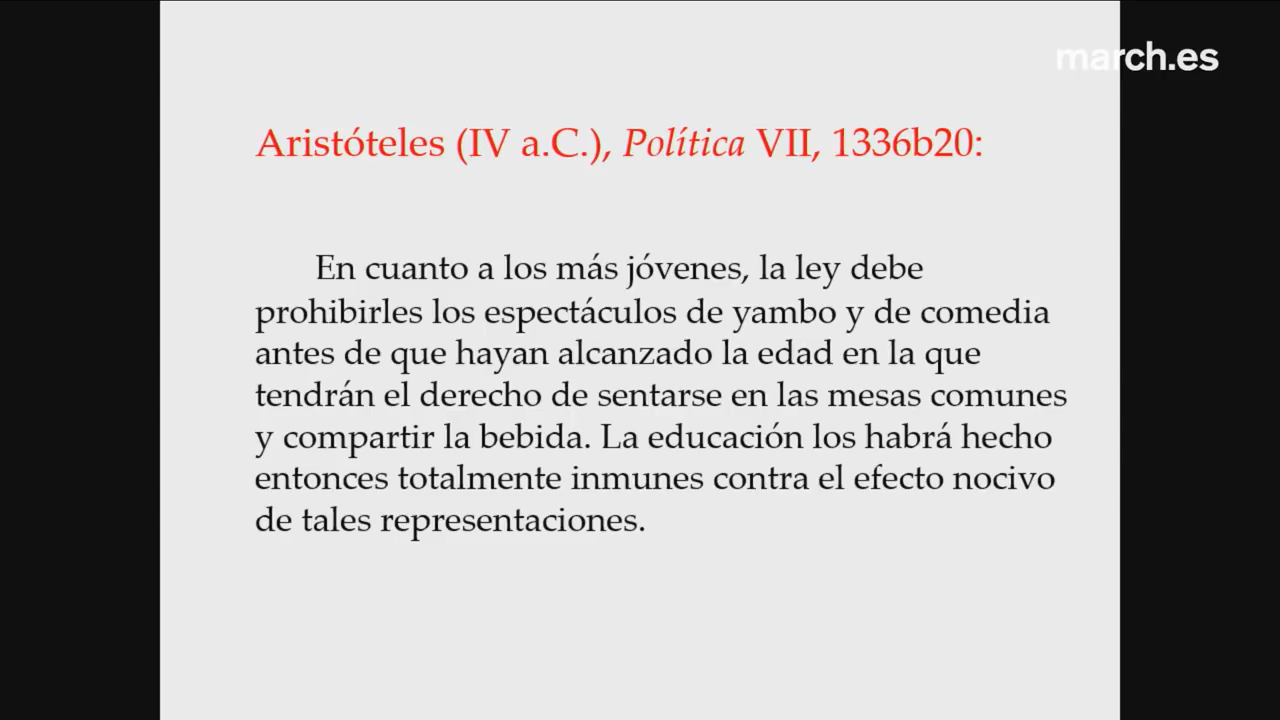 march.es
Aristóteles (IV a.C.), Política VII, 1336b20:
En cuanto a los más jóvenes, la ley debe
prohibirles los espectáculos de yambo y de comedia
antes de que hayan alcanzado la edad en la que
tendrán el derecho de sentarse en las mesas comunes
y compartir la bebida. La educación los habrá hecho
entonces totalmente inmunes contra el efecto nocivo
de tales representaciones.